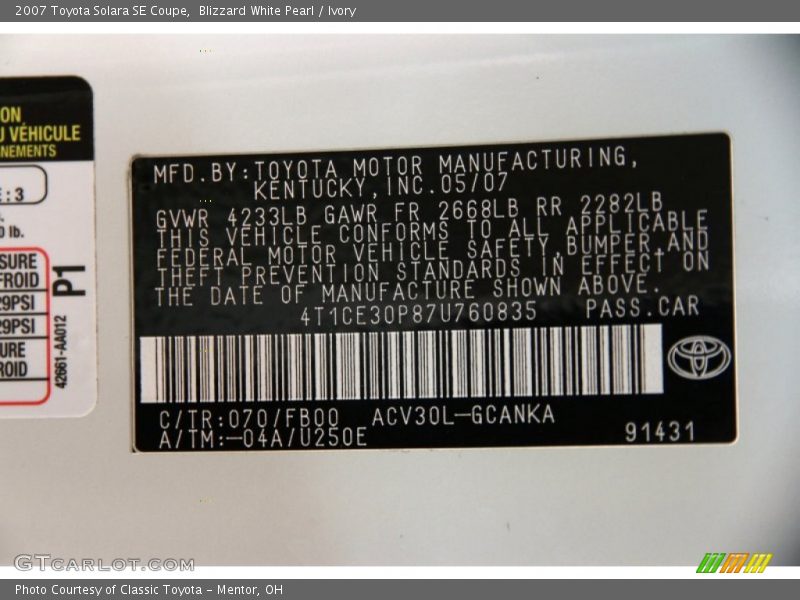 2007 Toyota Solara SE Coupe,  Blizzard White Pearl / Ivory
ON
U VÉHICULE
NEMENTS
E : 3
0 lb.
SURE
FROID
29PSI
29PSI
URE
ROID
P1
42661-AA012
MFD.BY:TOYOTA MOTOR MANUFACTURING,
KENTUCKY,INC.05/07
GVWR 4233LB GAWR FR 2668LB RR 2282LB
THIS VEHICLE CONFORMS TO ALL APPLICABLE
FEDERAL MOTOR VEHICLE SAFETY,BUMPER,AND
THEFT PREVENTION STANDARDS IN EFFECT ON
THE DATE OF MANUFACTURE SHOWN ABOVE.
4T1CE30P87U760835 PASS.CAR
C/TR:070/FB00 ACV30L-GCANKA
A/TM:-04A/U250E
91431
GTCARLOT.COM
Photo Courtesy of Classic Toyota - Mentor, OH